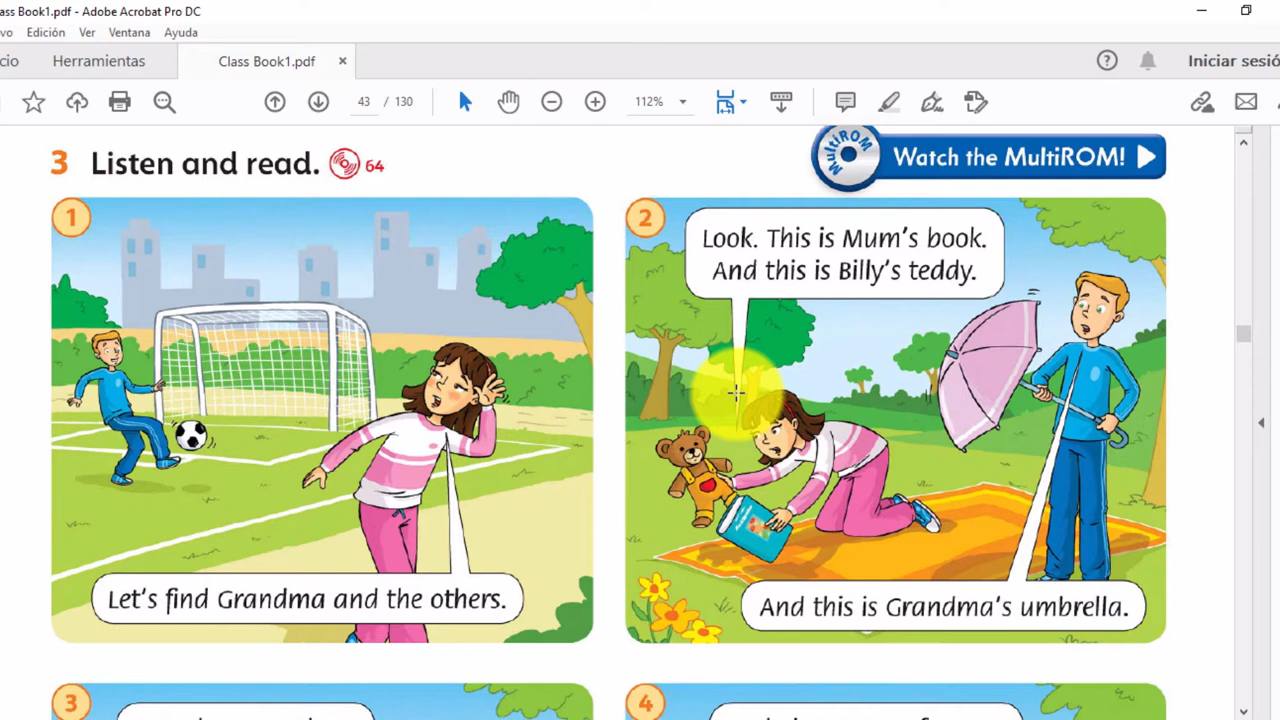 ass Book1.pdf - Adobe Acrobat Pro DC
vo Edición Ver Ventana Ayuda
cio Herramientas Class Book1.pdf × ? Iniciar sesió
43 / 130 112%
3 Listen and read. 64
MultiROM Watch the MultiROM!
1
Let's find Grandma and the others.
2
Look. This is Mum's book.
And this is Billy's teddy.
And this is Grandma's umbrella.
3
4